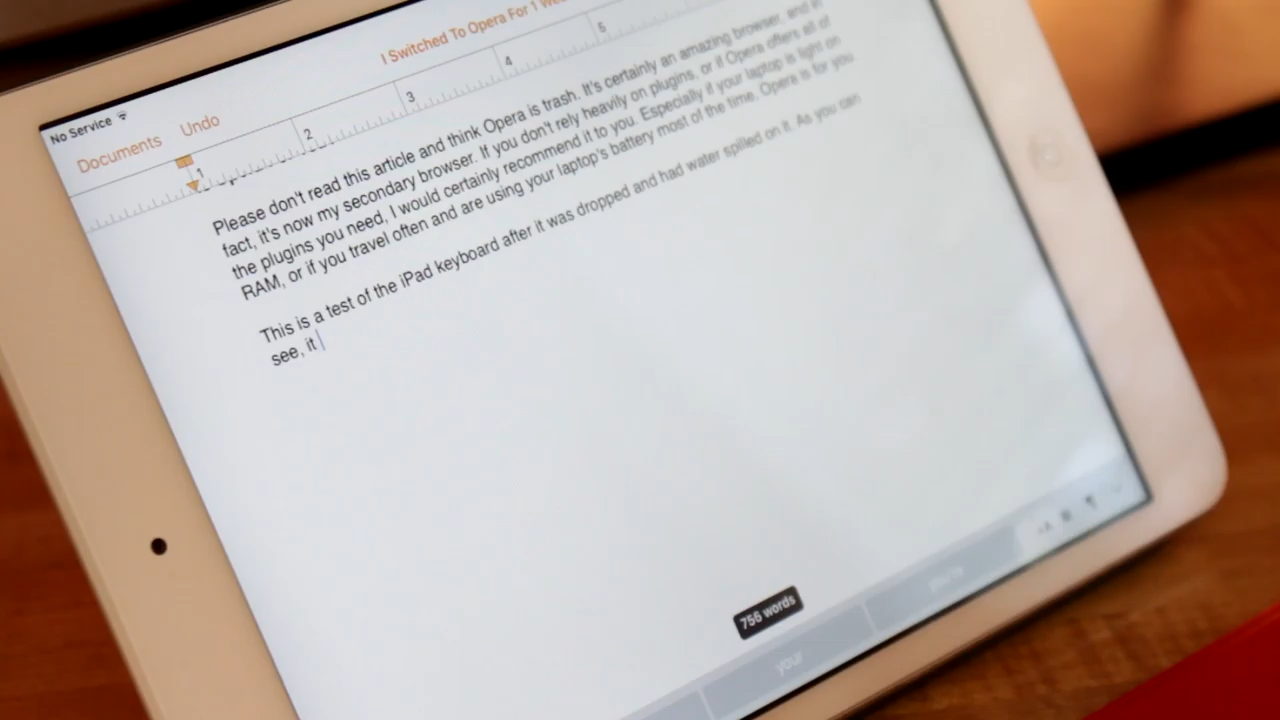 No Service
I Switched To Opera For 1
Documents
Undo
1
2
3
4
5
Please don't read this article and think Opera is trash. It's certainly an amazing browser, and in
fact, it's now my secondary browser. If you don't rely heavily on plugins, or if Opera offers all of
the plugins you need, I would certainly recommend it to you. Especially if your laptop is light on
RAM, or if you travel often and are using your laptop's battery most of the time, Opera is for you.
This is a test of the iPad keyboard after it was dropped and had water spilled on it. As you can
see, it
756 words
your